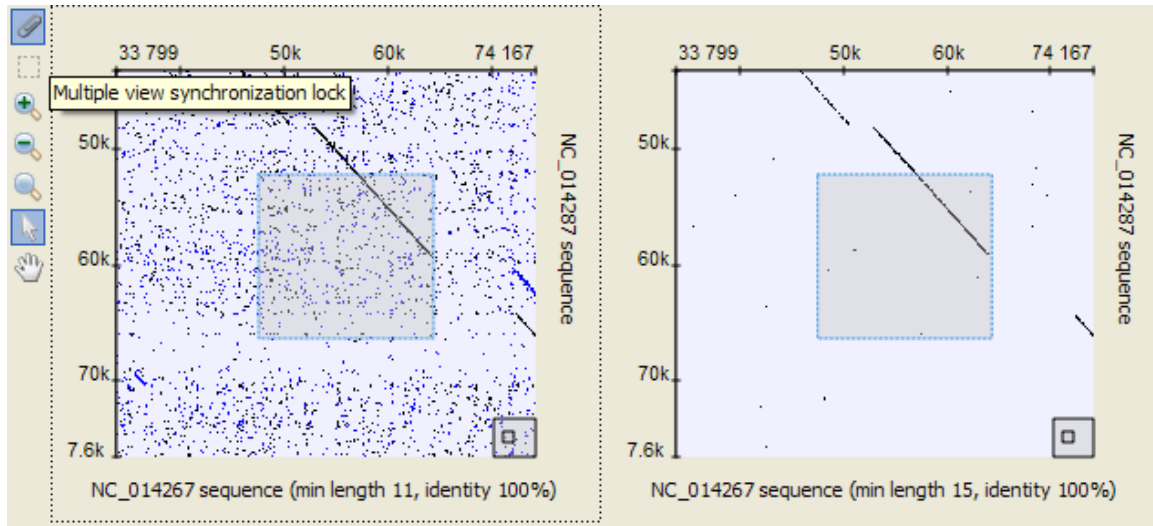 33 799 50k 60k 74 167
Multiple view synchronization lock
50k
60k
70k
7.6k
NC_014287 sequence
NC_014267 sequence (min length 11, identity 100%)
33 799 50k 60k 74 167
50k
60k
70k
7.6k
NC_014287 sequence
NC_014267 sequence (min length 15, identity 100%)